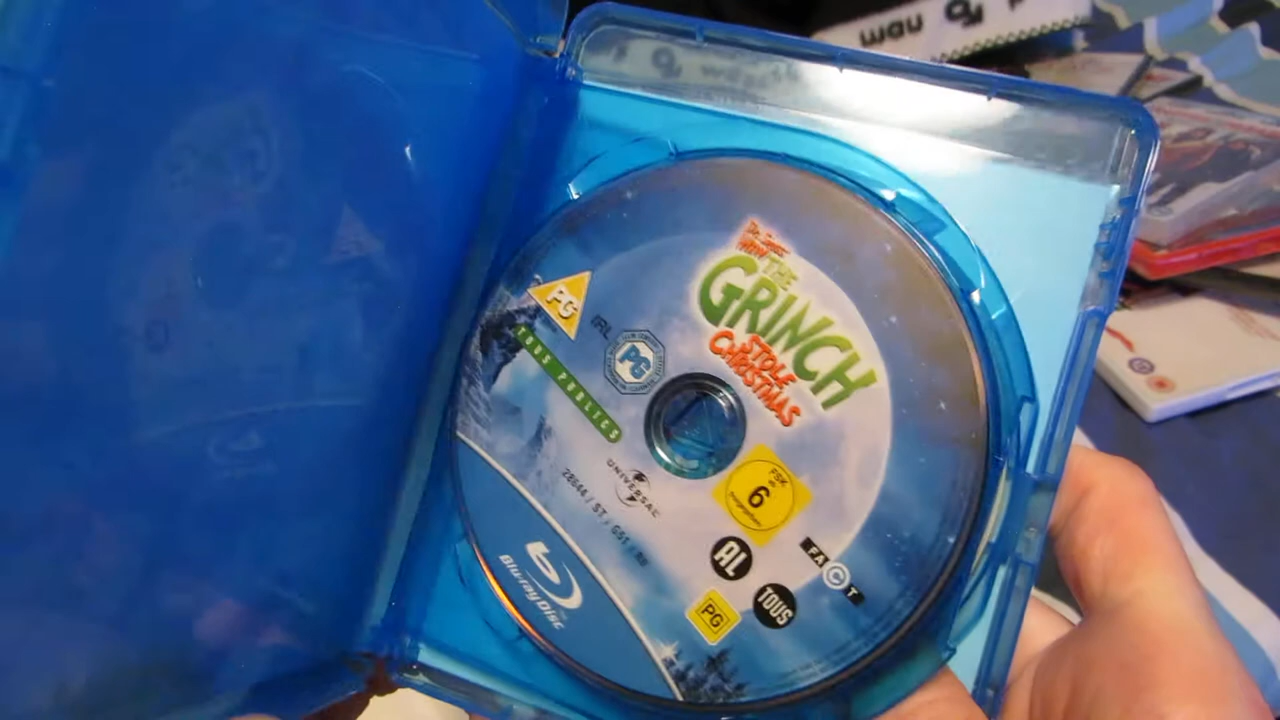 Dr. Seuss'
HOW
THE
GRINCH
STOLE
CHRISTMAS
PG
IRL
PG
TOUS PUBLICS
UNIVERSAL
FSK
6
AL
TOUS
PG
FACT
Blu-ray Disc